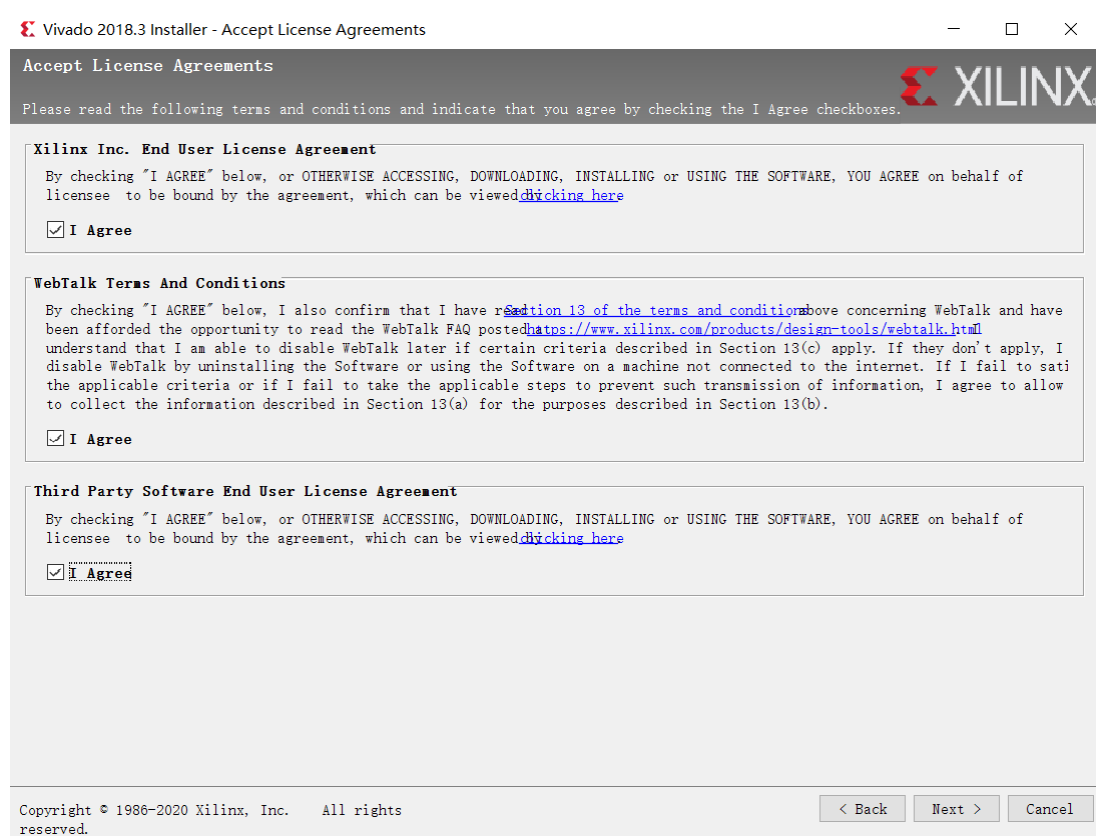 Vivado 2018.3 Installer - Accept License Agreements
Accept License Agreements
XILINX
Please read the following terms and conditions and indicate that you agree by checking the I Agree checkboxes.
Xilinx Inc. End User License Agreement
By checking "I AGREE" below, or OTHERWISE ACCESSING, DOWNLOADING, INSTALLING or USING THE SOFTWARE, YOU AGREE on behalf of
licensee to be bound by the agreement, which can be viewed by clicking here
I Agree
WebTalk Terms And Conditions
By checking "I AGREE" below, I also confirm that I have read Section 13 of the terms and conditions above concerning WebTalk and have
been afforded the opportunity to read the WebTalk FAQ posted at https://www.xilinx.com/products/design-tools/webtalk.html. I
understand that I am able to disable WebTalk later if certain criteria described in Section 13(c) apply. If they don't apply, I
disable WebTalk by uninstalling the Software or using the Software on a machine not connected to the internet. If I fail to sati
the applicable criteria or if I fail to take the applicable steps to prevent such transmission of information, I agree to allow
to collect the information described in Section 13(a) for the purposes described in Section 13(b).
I Agree
Third Party Software End User License Agreement
By checking "I AGREE" below, or OTHERWISE ACCESSING, DOWNLOADING, INSTALLING or USING THE SOFTWARE, YOU AGREE on behalf of
licensee to be bound by the agreement, which can be viewed by clicking here
I Agree
Copyright © 1986-2020 Xilinx, Inc. All rights
reserved.
< Back Next > Cancel